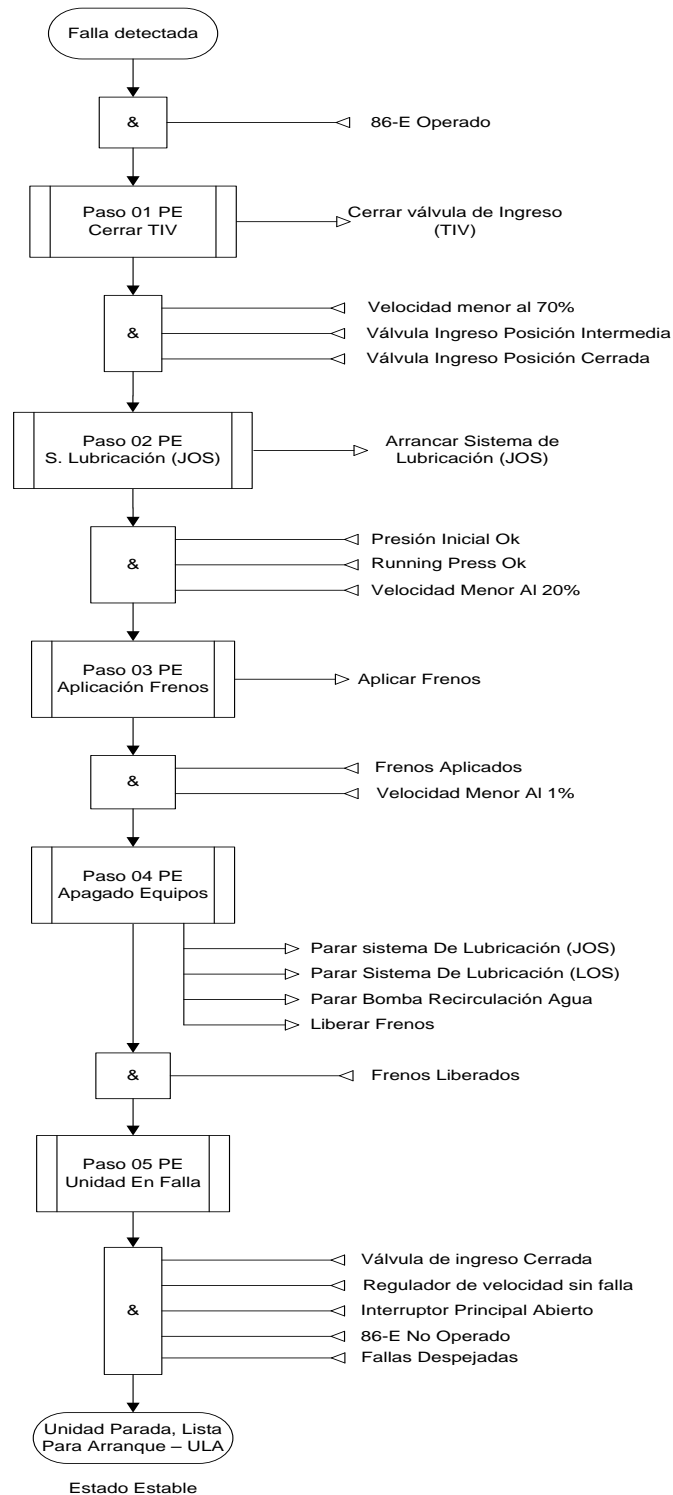 Falla detectada
&
86-E Operado
Paso 01 PE
Cerrar TIV
Cerrar válvula de Ingreso
(TIV)
&
Velocidad menor al 70%
Válvula Ingreso Posición Intermedia
Válvula Ingreso Posición Cerrada
Paso 02 PE
S. Lubricación (JOS)
Arrancar Sistema de
Lubricación (JOS)
&
Presión Inicial Ok
Running Press Ok
Velocidad Menor Al 20%
Paso 03 PE
Aplicación Frenos
Aplicar Frenos
&
Frenos Aplicados
Velocidad Menor Al 1%
Paso 04 PE
Apagado Equipos
Parar sistema De Lubricación (JOS)
Parar Sistema De Lubricación (LOS)
Parar Bomba Recirculación Agua
Liberar Frenos
&
Frenos Liberados
Paso 05 PE
Unidad En Falla
&
Válvula de ingreso Cerrada
Regulador de velocidad sin falla
Interruptor Principal Abierto
86-E No Operado
Fallas Despejadas
Unidad Parada, Lista
Para Arranque – ULA
Estado Estable